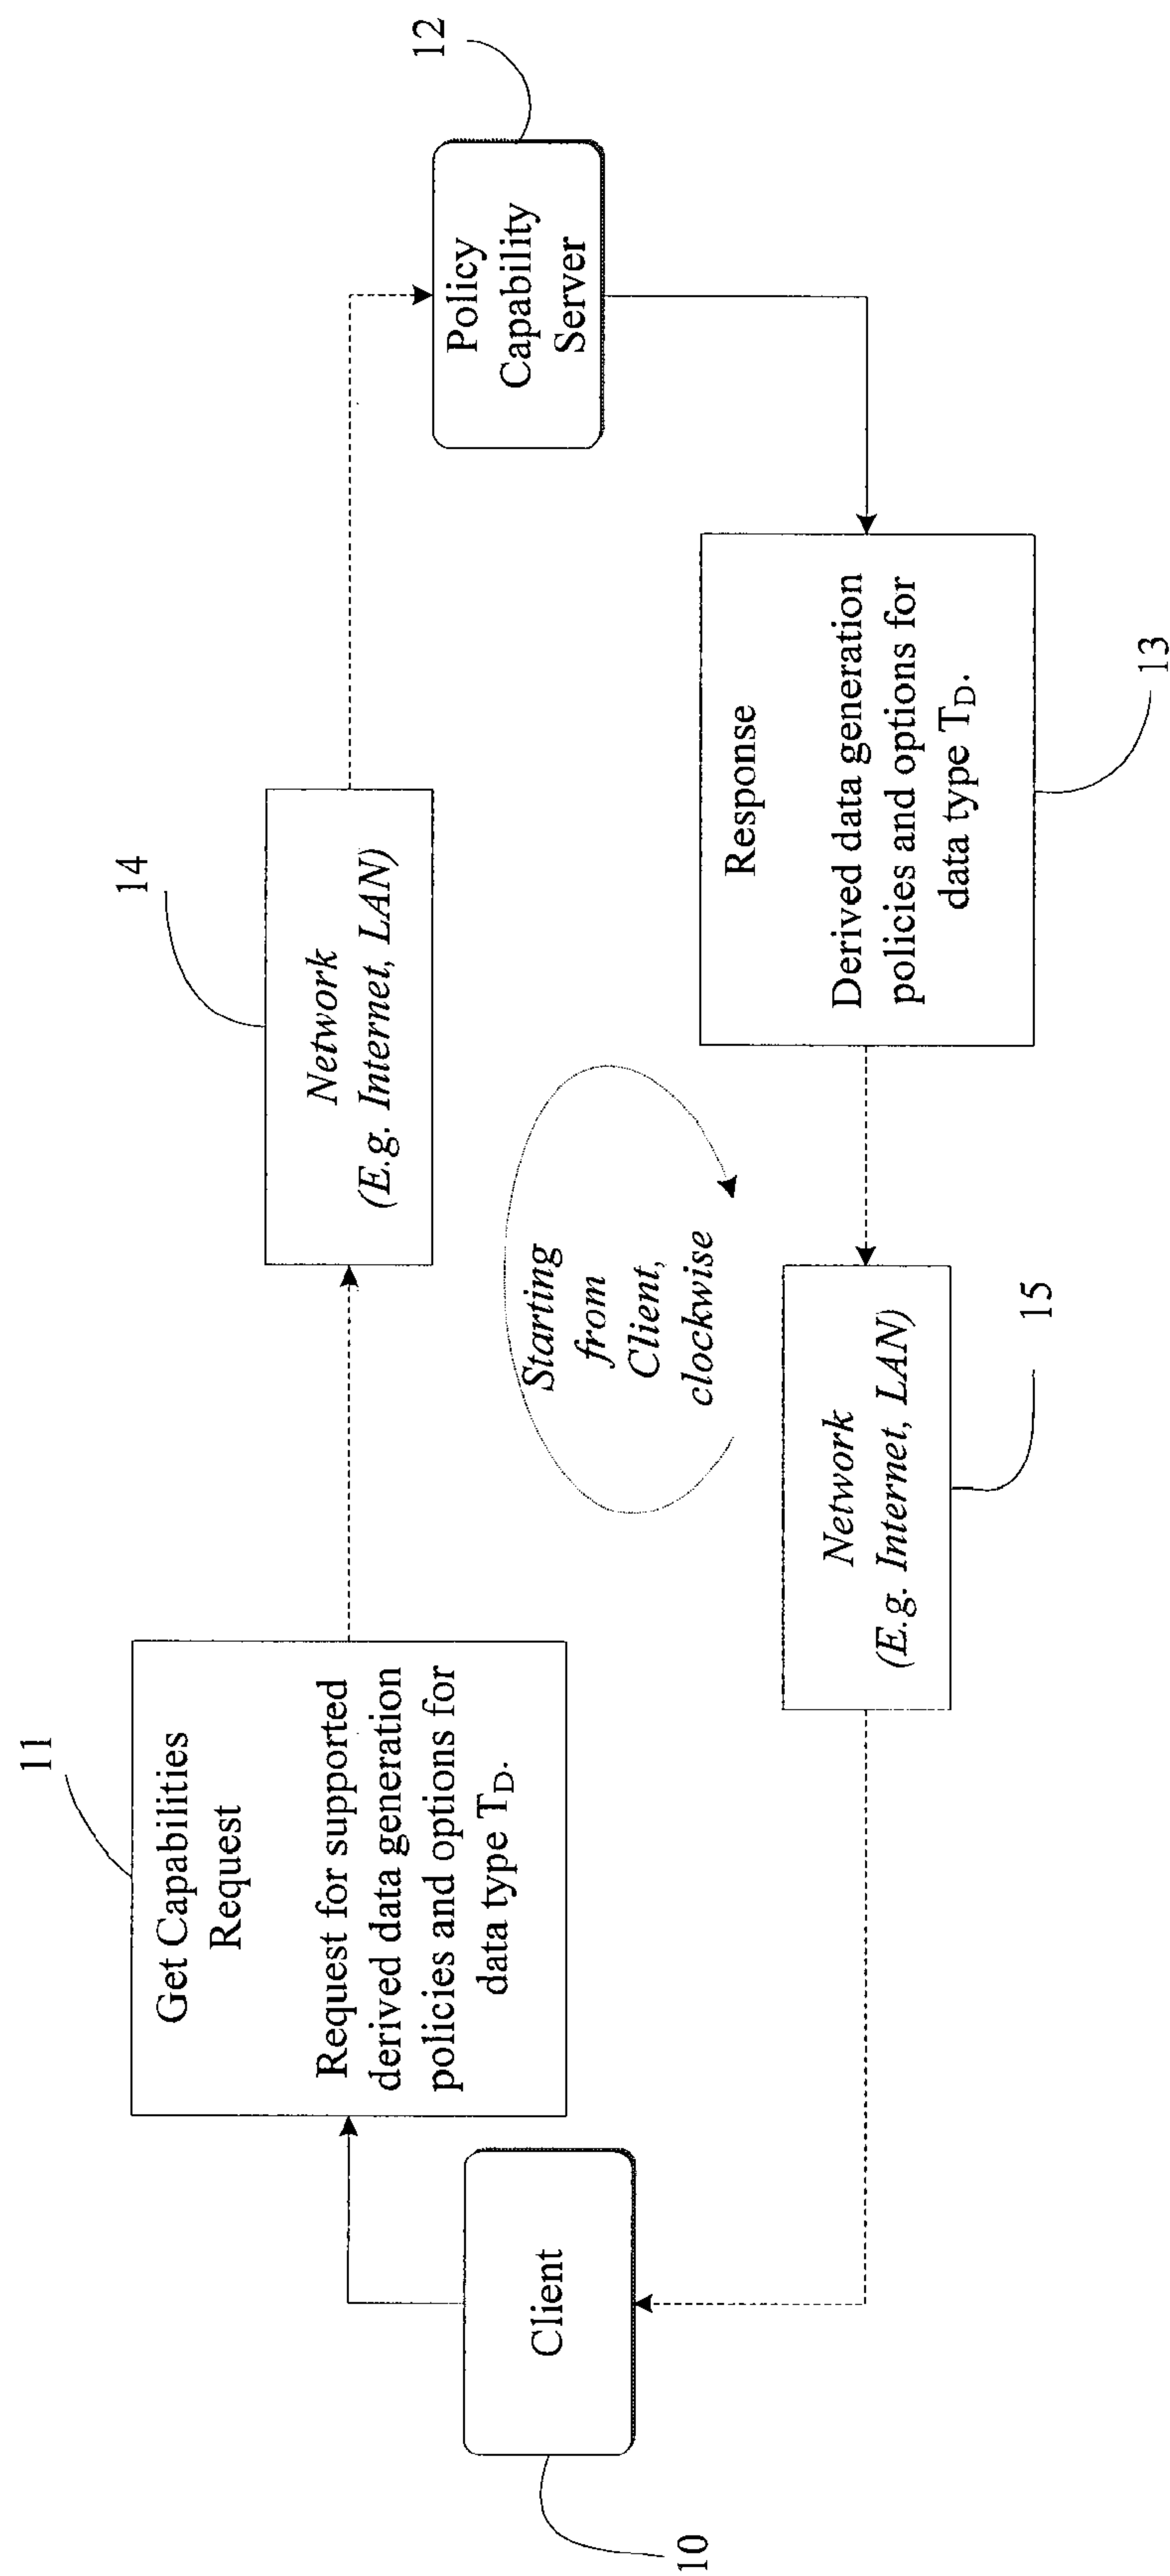 11
Get Capabilities
Request
Request for supported
derived data generation
policies and options for
data type T_D.
14
Network
(E.g. Internet, LAN)
12
Policy
Capability
Server
10
Client
Starting
from
Client,
clockwise
Response
Derived data generation
policies and options for
data type T_D.
13
Network
(E.g. Internet, LAN)
15